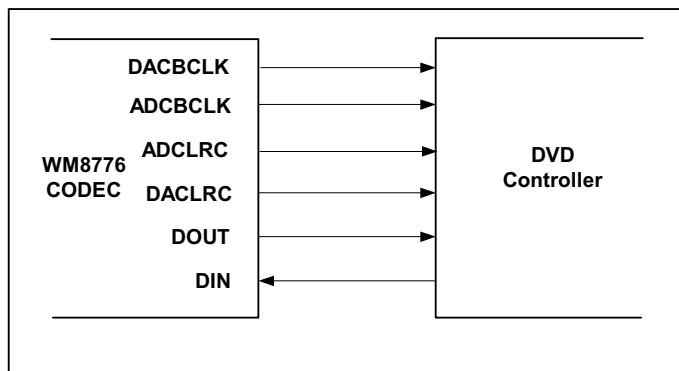 DACBCLK
ADCBCLK
ADCLRC
WM8776
CODEC
DACLRC
DOUT
DIN
DVD
Controller